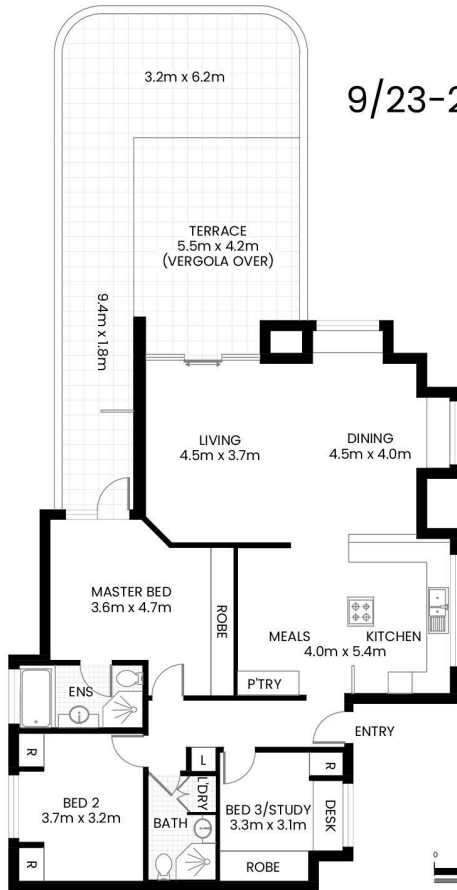 3.2m x 6.2m
9/23-2
TERRACE
5.5m x 4.2m
(VERGOLA OVER)
9.4m x 1.8m
LIVING
4.5m x 3.7m
DINING
4.5m x 4.0m
MASTER BED
3.6m x 4.7m
ROBE
MEALS
KITCHEN
4.0m x 5.4m
P'TRY
ENS
ENTRY
R
L
R
L'DRY
BED 2
3.7m x 3.2m
BATH
BED 3/STUDY
3.3m x 3.1m
DESK
R
ROBE
0